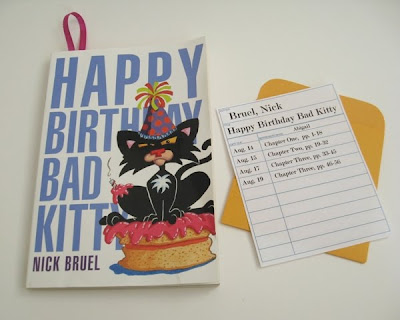 HAPPY
BIRTHDAY
BAD
KITTY
NICK BRUEL
Bruel, Nick
Happy Birthday Bad Kitty
Abigail
Aug. 14 Chapter One, pp. 1-18
Aug. 15 Chapter Two, pp. 19-32
Aug. 17 Chapter Three, pp. 33-45
Aug. 19 Chapter Three, pp. 46-56